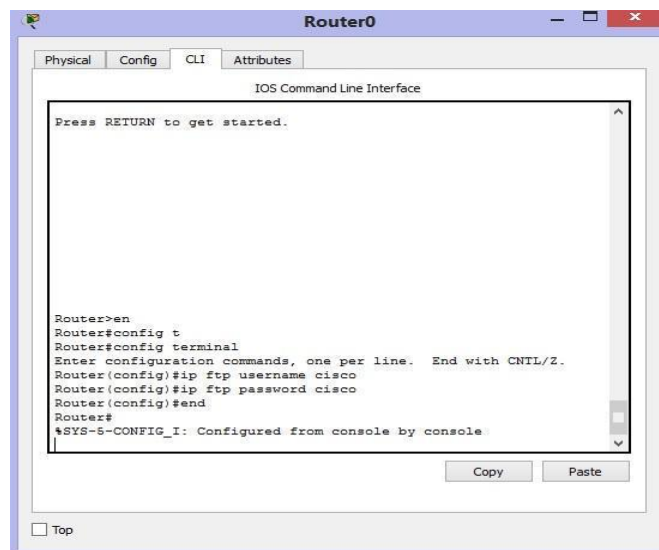 Router0
Physical Config CLI Attributes
IOS Command Line Interface
Press RETURN to get started.
Router>en
Router#config t
Router#config terminal
Enter configuration commands, one per line. End with CNTL/Z.
Router(config)#ip ftp username cisco
Router(config)#ip ftp password cisco
Router(config)#end
Router#
%SYS-5-CONFIG_I: Configured from console by console
Copy Paste
Top